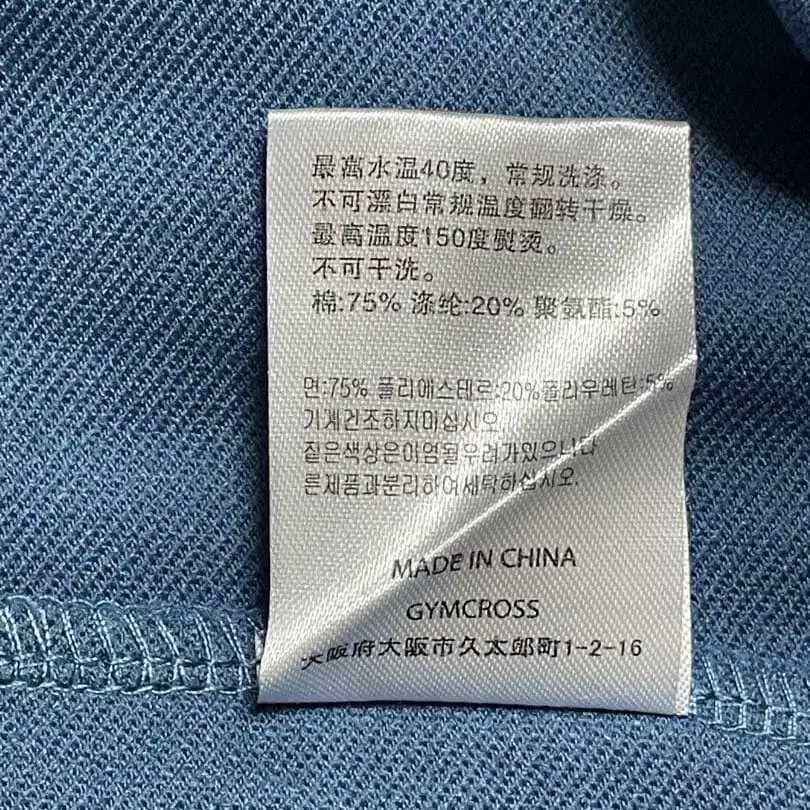 最高水温40度，常规洗涤。
不可漂白常规温度翻转干燥。
最高温度150度熨烫。
不可干洗。
棉:75% 涤纶:20% 聚氨酯:5%
면:75% 폴리에스테르:20%폴리우레탄:5%
기계건조하지마십시오
짙은색상은이염될우려가있으니다
른제품과분리하여세탁하십시오.
MADE IN CHINA
GYMCROSS
大阪府大阪市久太郎町1-2-16